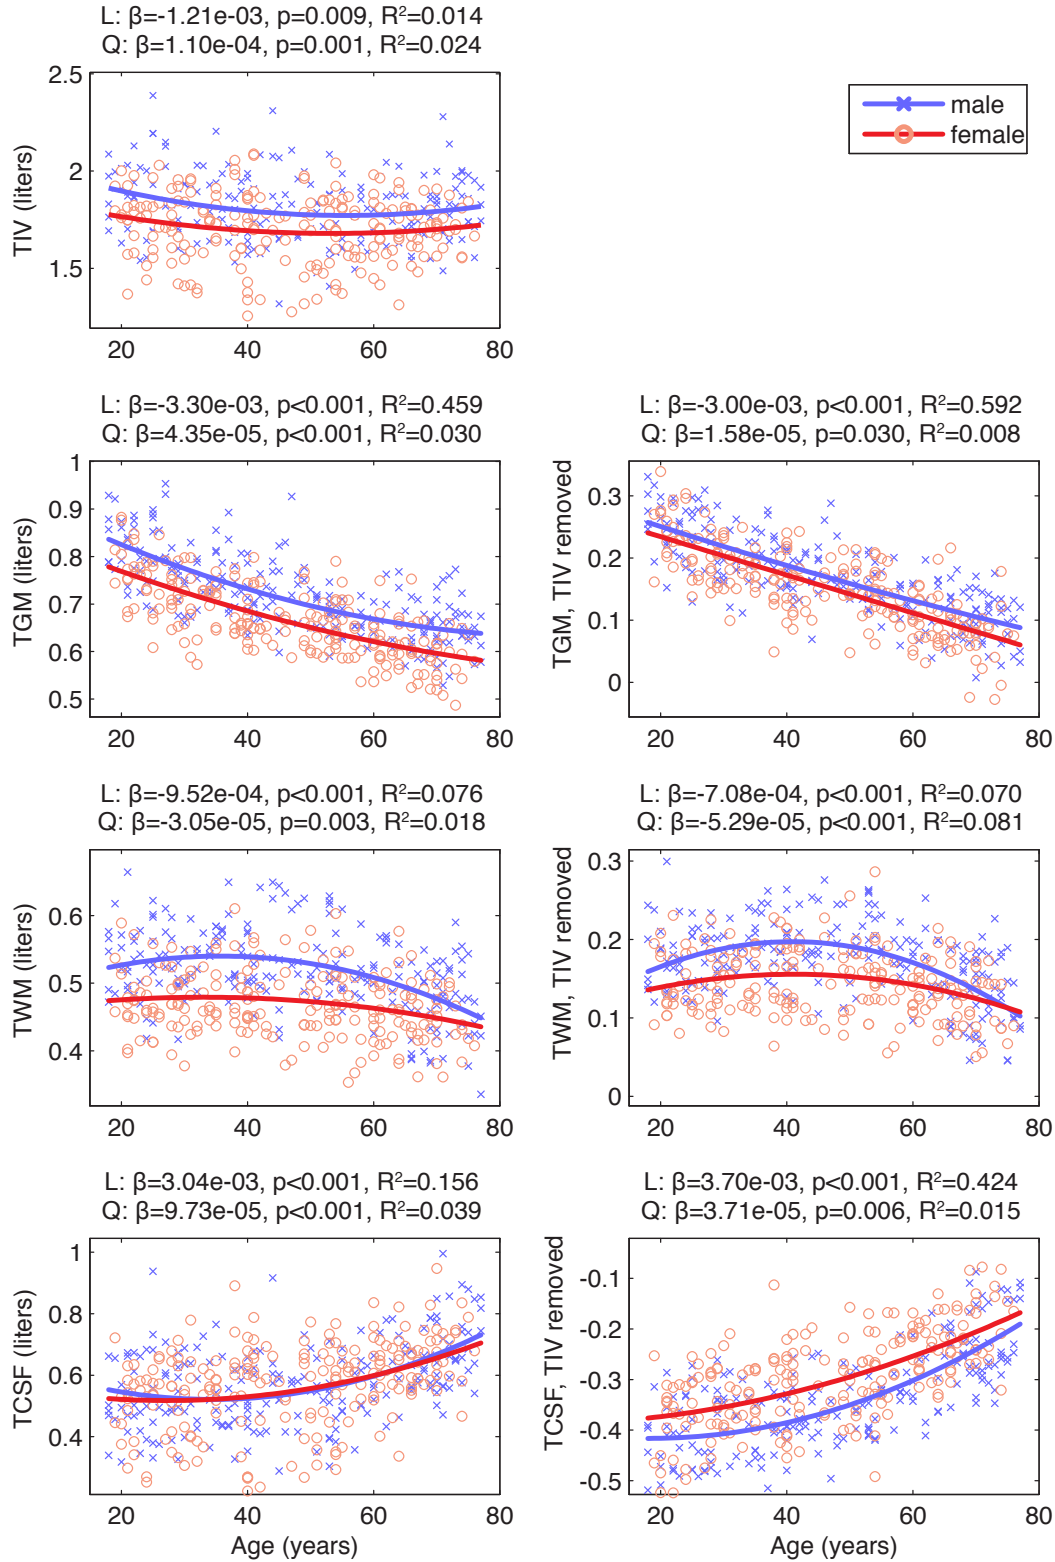 L: β=-1.21e-03, p=0.009, R²=0.014
Q: β=1.10e-04, p=0.001, R²=0.024
2.5
2
1.5
TIV (liters)
20 40 60 80
male
female
L: β=-3.30e-03, p<0.001, R²=0.459
Q: β=4.35e-05, p<0.001, R²=0.030
1
0.9
0.8
0.7
0.6
0.5
TGM (liters)
20 40 60 80
L: β=-3.00e-03, p<0.001, R²=0.592
Q: β=1.58e-05, p=0.030, R²=0.008
0.3
0.2
0.1
0
TGM, TIV removed
20 40 60 80
L: β=-9.52e-04, p<0.001, R²=0.076
Q: β=-3.05e-05, p=0.003, R²=0.018
0.6
0.5
0.4
TWM (liters)
20 40 60 80
L: β=-7.08e-04, p<0.001, R²=0.070
Q: β=-5.29e-05, p<0.001, R²=0.081
0.3
0.2
0.1
0
TWM, TIV removed
20 40 60 80
L: β=3.04e-03, p<0.001, R²=0.156
Q: β=9.73e-05, p<0.001, R²=0.039
1
0.8
0.6
0.4
TCSF (liters)
20 40 60 80
Age (years)
L: β=3.70e-03, p<0.001, R²=0.424
Q: β=3.71e-05, p=0.006, R²=0.015
-0.1
-0.2
-0.3
-0.4
-0.5
TCSF, TIV removed
20 40 60 80
Age (years)